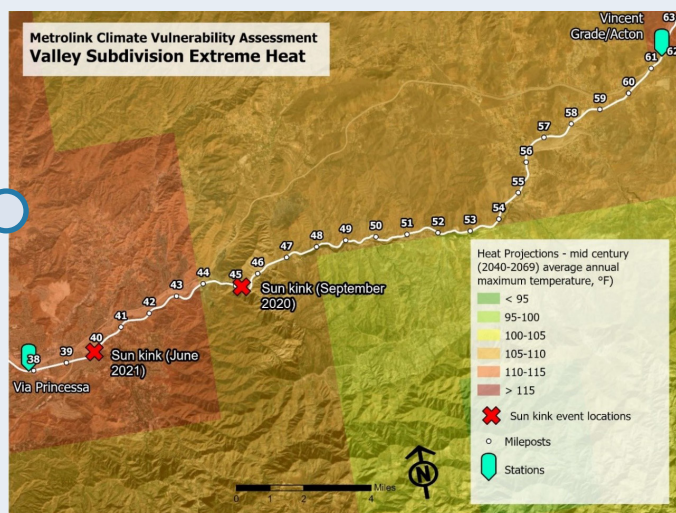 Metrolink Climate Vulnerability Assessment
Valley Subdivision Extreme Heat
Vincent
Grade/Acton
63
62
61
60
59
58
57
56
55
54
53
52
51
50
49
48
47
46
45
44
43
42
41
40
39
38
Sun kink (September
2020)
Sun kink (June
2021)
Via Princessa
Heat Projections - mid century
(2040-2069) average annual
maximum temperature, °F)
< 95
95-100
100-105
105-110
110-115
> 115
Sun kink event locations
Mileposts
Stations
N
Miles
0 1 2 4